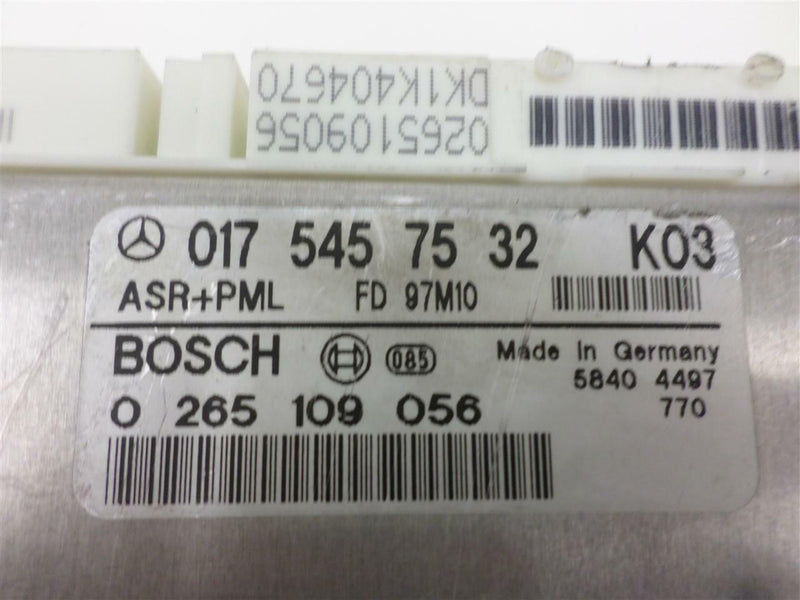 DK1K404670
0265109056
017 545 75 32 K03
ASR+PML FD 97M10
BOSCH 085 Made in Germany
5840 4497
0 265 109 056 770